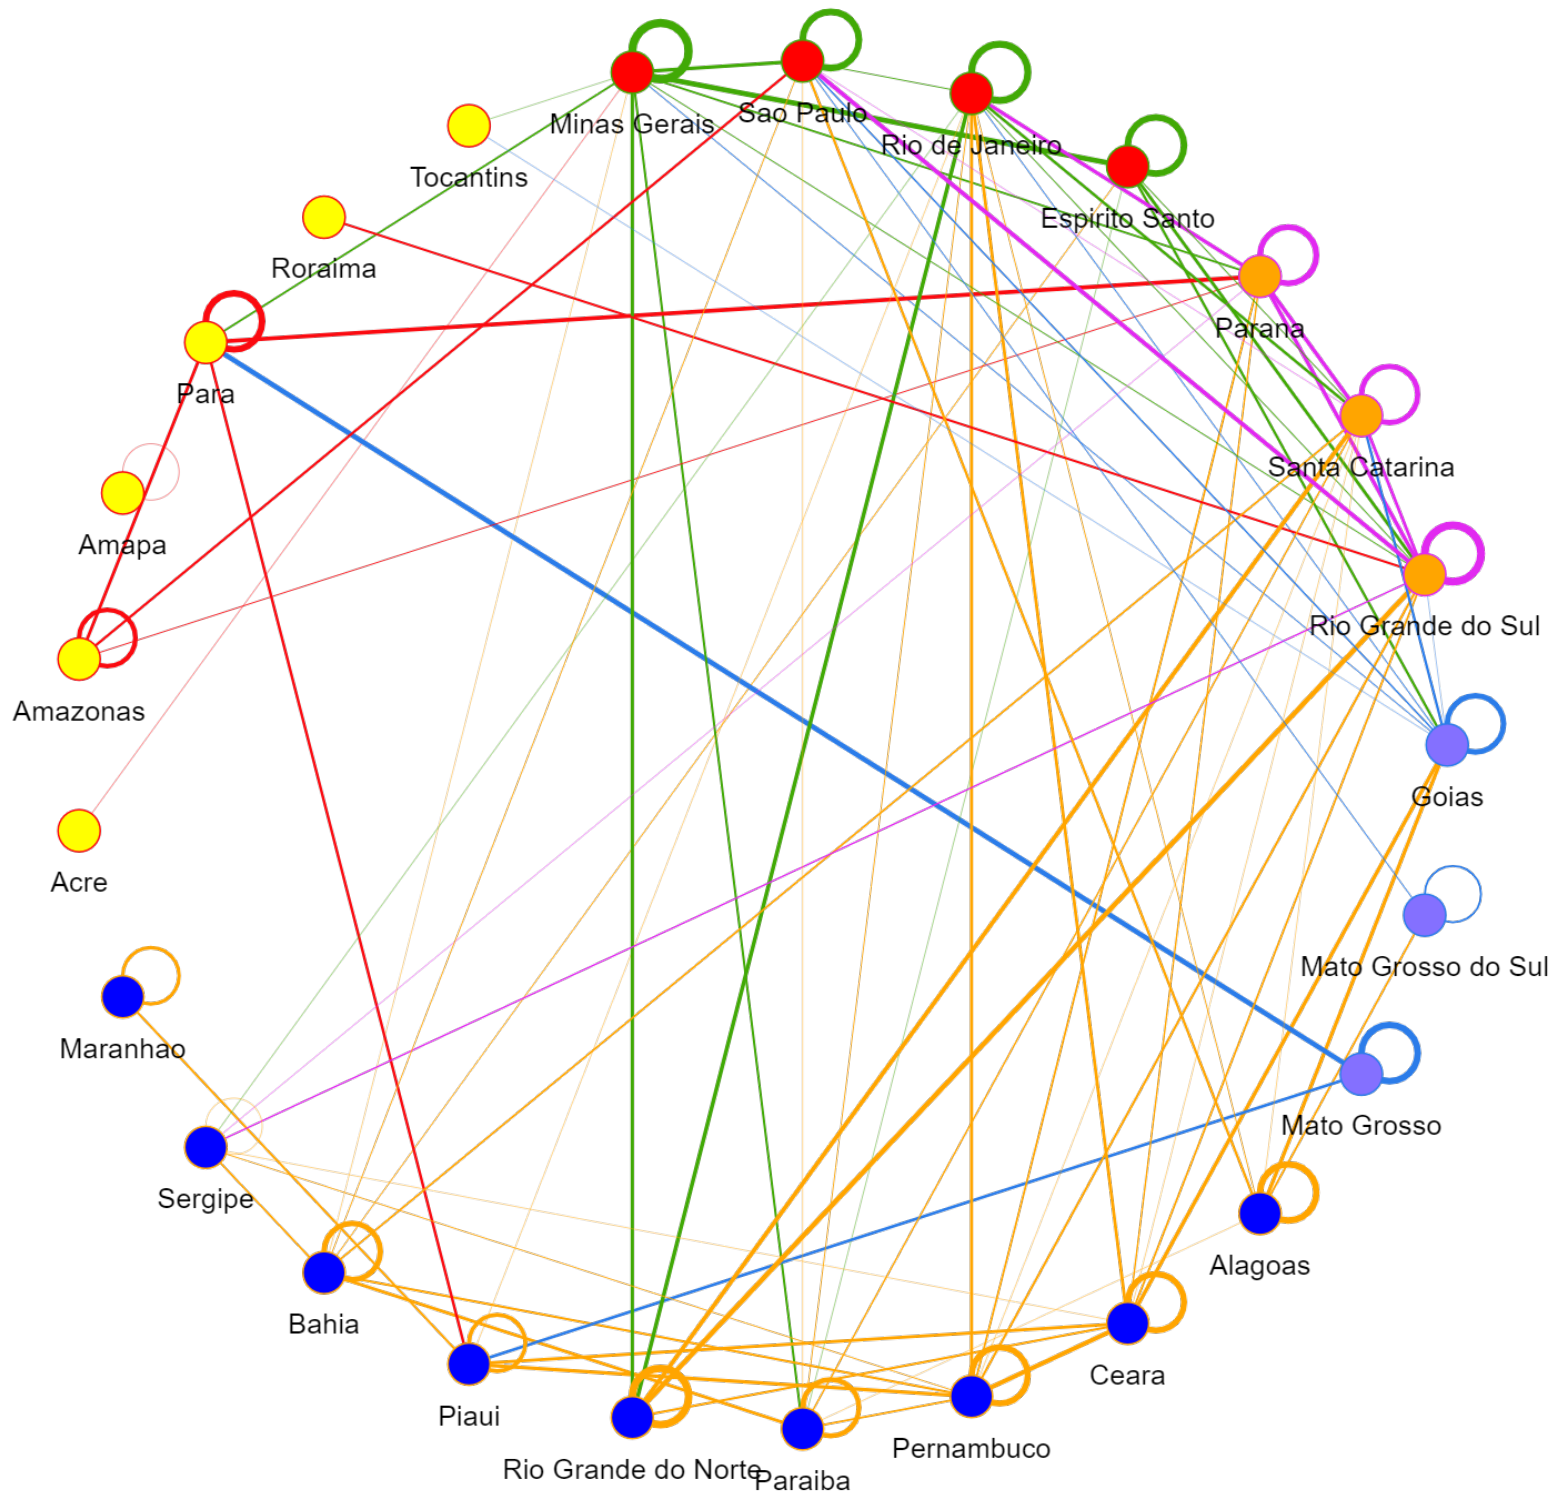 Minas Gerais
Sao Paulo
Rio de Janeiro
Tocantins
Espirito Santo
Roraima
Parana
Para
Santa Catarina
Amapa
Rio Grande do Sul
Amazonas
Goias
Acre
Mato Grosso do Sul
Maranhao
Mato Grosso
Sergipe
Alagoas
Bahia
Ceara
Piaui
Pernambuco
Rio Grande do Norte
Paraiba